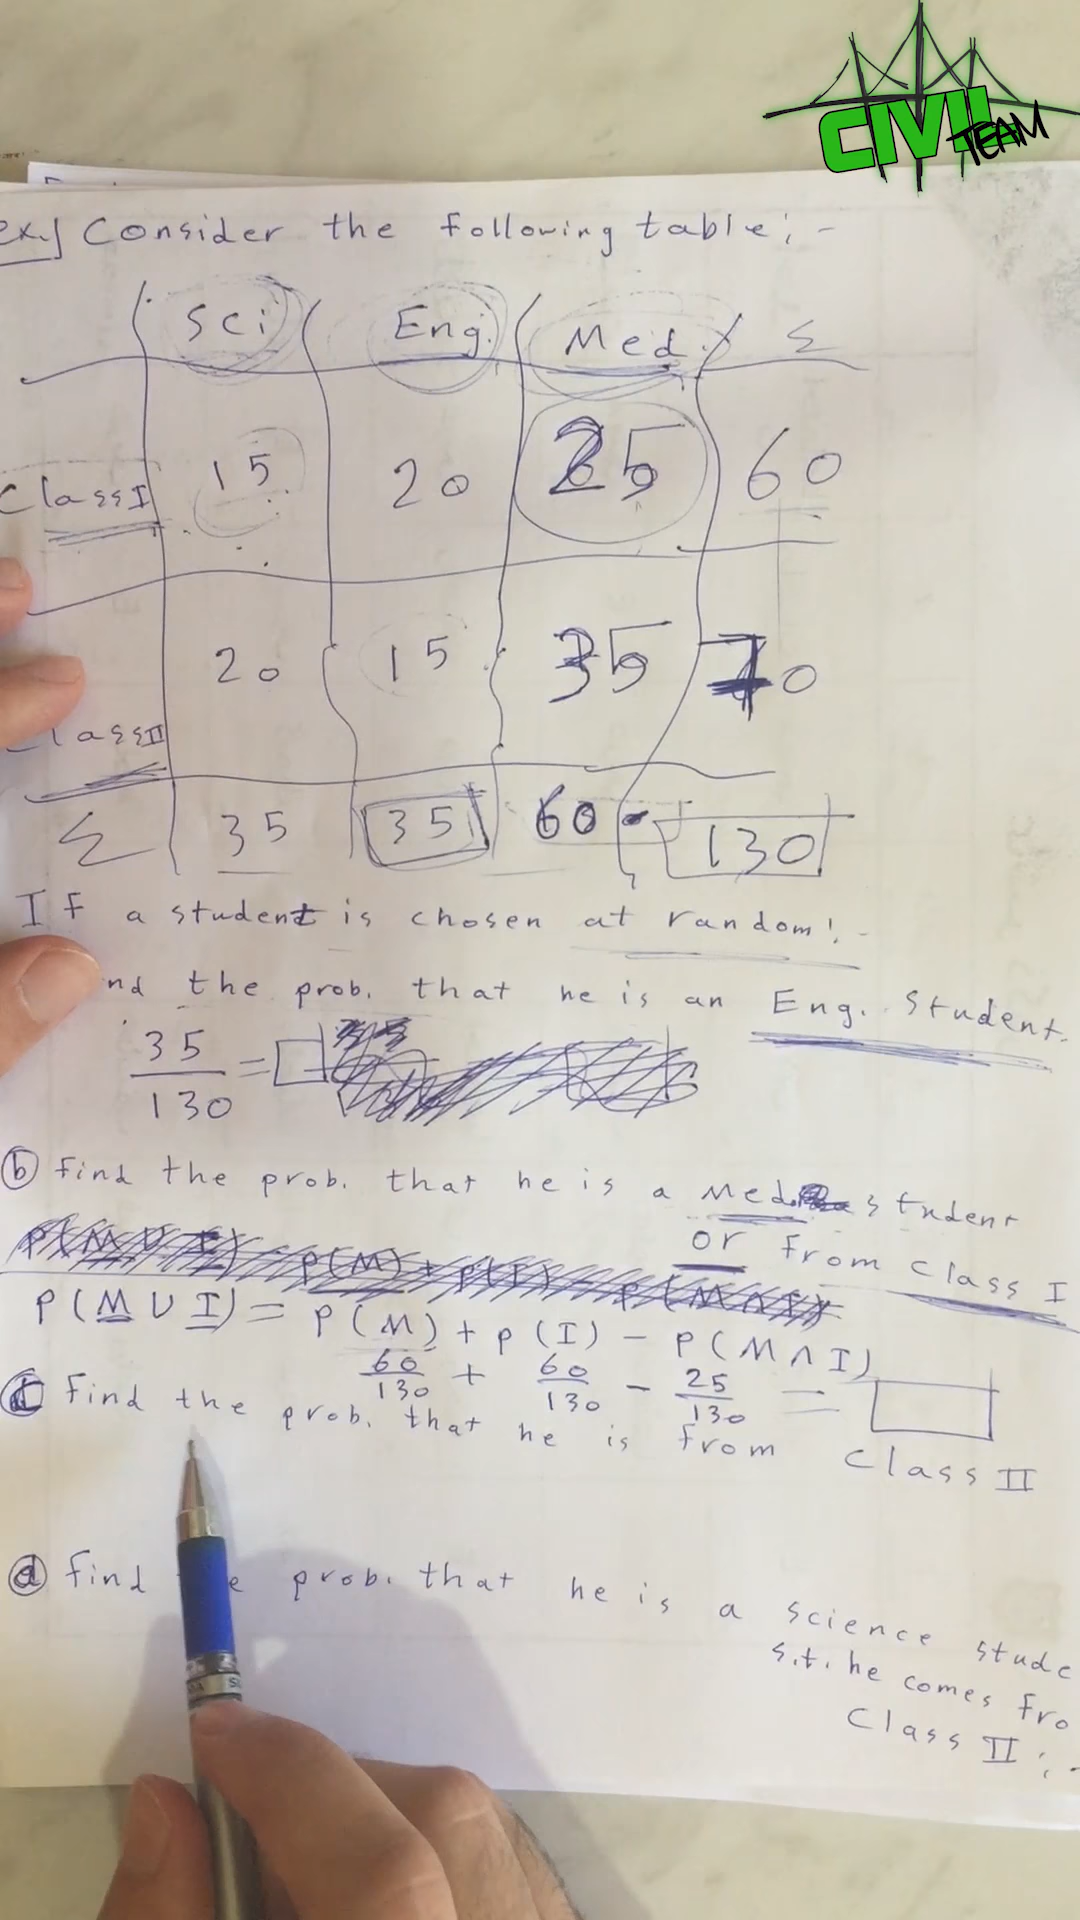 CIVIL TEAM
ex.] Consider the following table:-
Sci Eng. Med. Σ
Class I 15 20 25 60
Class II 20 15 35 70
Σ 35 35 60 130
If a student is chosen at random:-
the prob. that he is an Eng. Student.
35/130 = □
ⓑ Find the prob. that he is a Med. student
or from Class I
P(M∪I) = P(M) + P(I) - P(M∩I)
60/130 + 60/130 - 25/130 = □
ⓒ Find the prob. that he is from Class II
ⓓ Find prob. that he is a science
s.t. he comes
Class II :-